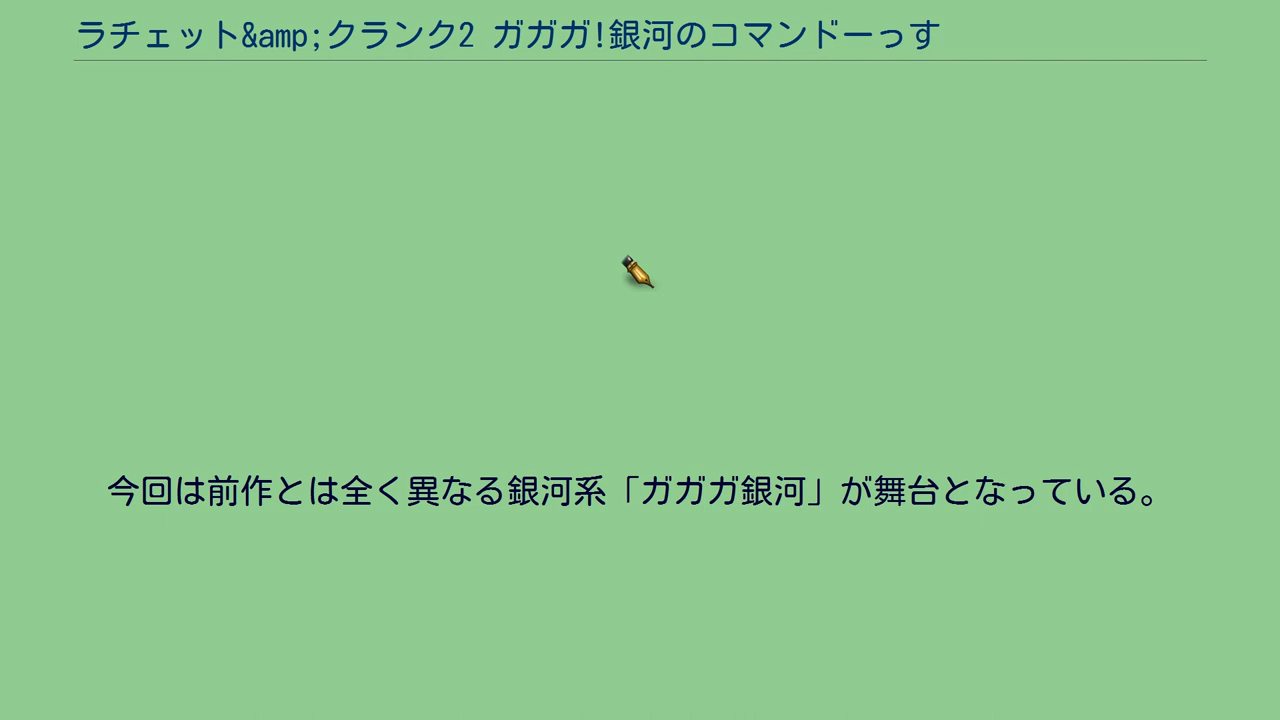 ラチェット&amp;クランク2 ガガガ!銀河のコマンドーっす
今回は前作とは全く異なる銀河系「ガガガ銀河」が舞台となっている。